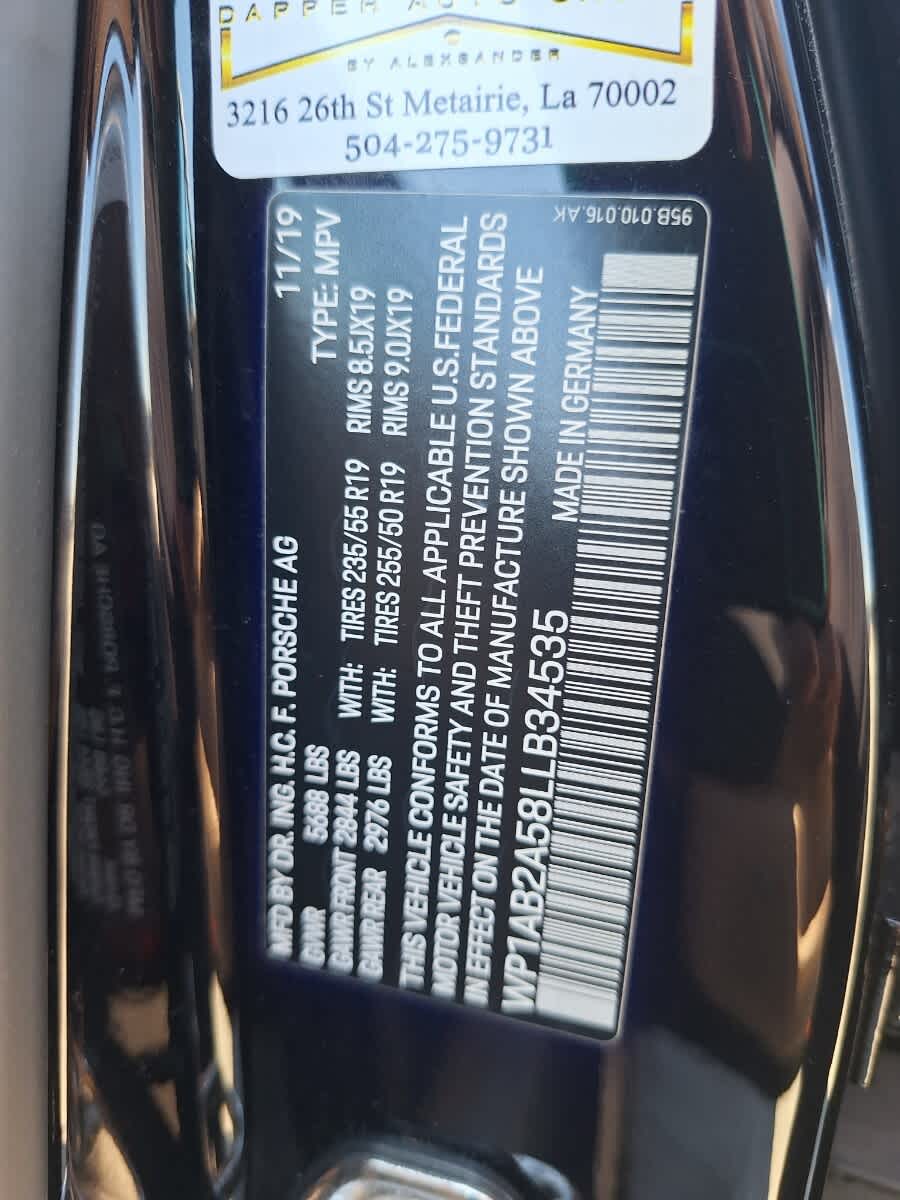 DAPPER AUTO
BY ALEXSANDER
3216 26th St Metairie, La 70002
504-275-9731
95B.010.016.AK
MFD BY DR. ING. H.C. F. PORSCHE AG 11/19
GVWR 5688 LBS TYPE: MPV
GAWR FRONT 2844 LBS WITH: TIRES 235/55 R19 RIMS 8.5JX19
GAWR REAR 2976 LBS WITH: TIRES 255/50 R19 RIMS 9.0JX19
THIS VEHICLE CONFORMS TO ALL APPLICABLE U.S.FEDERAL
MOTOR VEHICLE SAFETY AND THEFT PREVENTION STANDARDS
IN EFFECT ON THE DATE OF MANUFACTURE SHOWN ABOVE
WP1AB2A58LLB34535 MADE IN GERMANY